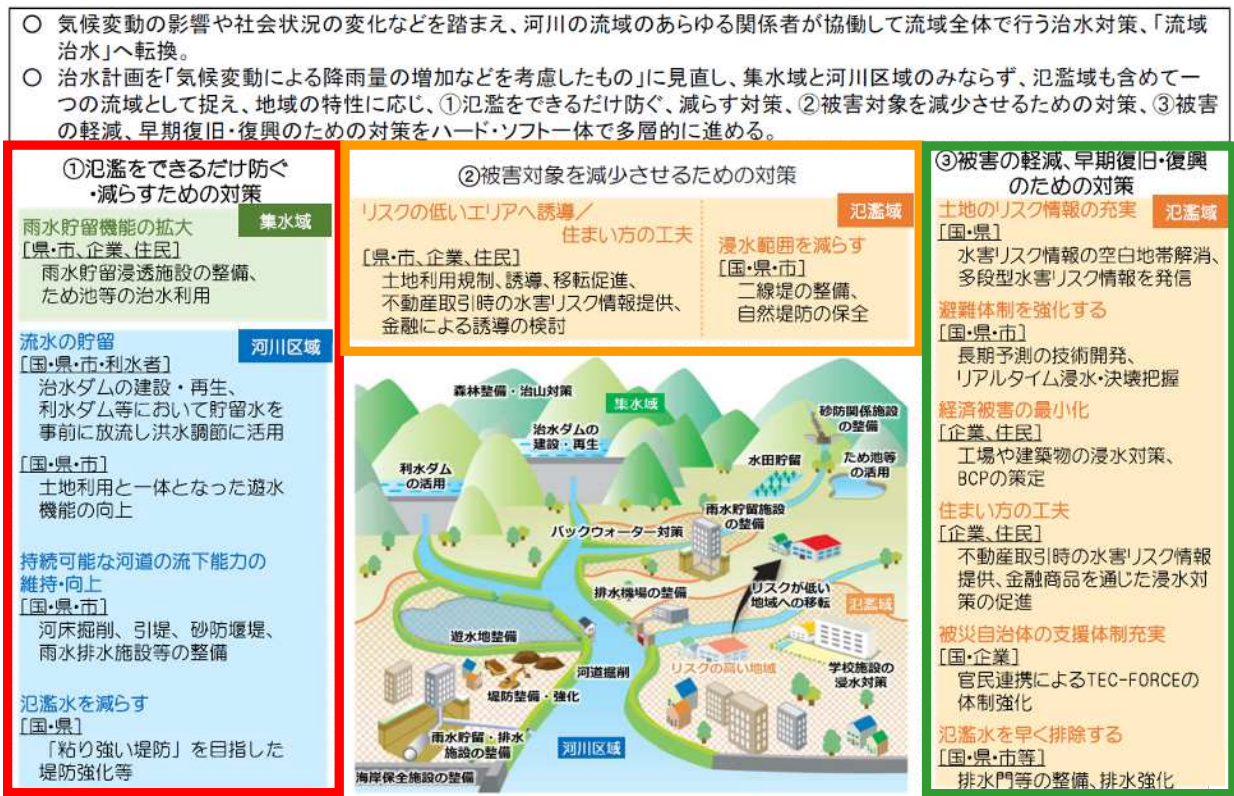 ○ 気候変動の影響や社会状況の変化などを踏まえ、河川の流域のあらゆる関係者が協働して流域全体で行う治水対策、「流域
治水」へ転換。
○ 治水計画を「気候変動による降雨量の増加などを考慮したもの」に見直し、集水域と河川区域のみならず、氾濫域も含めて一
つの流域として捉え、地域の特性に応じ、①氾濫をできるだけ防ぐ、減らす対策、②被害対象を減少させるための対策、③被害
の軽減、早期復旧・復興のための対策をハード・ソフト一体で多層的に進める。
①氾濫をできるだけ防ぐ
・減らすための対策
集水域
雨水貯留機能の拡大
[県・市、企業、住民]
雨水貯留浸透施設の整備、
ため池等の治水利用
河川区域
流水の貯留
[国・県・市・利水者]
治水ダムの建設・再生、
利水ダム等において貯留水を
事前に放流し洪水調節に活用
[国・県・市]
土地利用と一体となった遊水
機能の向上
持続可能な河道の流下能力の
維持・向上
[国・県・市]
河床掘削、引堤、砂防堰堤、
雨水排水施設等の整備
氾濫水を減らす
[国・県]
「粘り強い堤防」を目指した
堤防強化等
②被害対象を減少させるための対策
リスクの低いエリアへ誘導／
住まい方の工夫
[県・市、企業、住民]
土地利用規制、誘導、移転促進、
不動産取引時の水害リスク情報提供、
金融による誘導の検討
氾濫域
浸水範囲を減らす
[国・県・市]
二線堤の整備、
自然堤防の保全
森林整備・治山対策
集水域
治水ダムの
建設・再生
砂防関係施設
の整備
利水ダム
の活用
水田貯留
ため池等
の活用
雨水貯留施設
の整備
バックウォーター対策
排水機場の整備
リスクが低い
地域への移転
氾濫域
遊水地整備
河道掘削
リスクの高い地域
学校施設の
浸水対策
堤防整備・強化
雨水貯留・排水
施設の整備
河川区域
海岸保全施設の整備
③被害の軽減、早期復旧・復興
のための対策
土地のリスク情報の充実
氾濫域
[国・県]
水害リスク情報の空白地帯解消、
多段型水害リスク情報を発信
避難体制を強化する
[国・県・市]
長期予測の技術開発、
リアルタイム浸水・決壊把握
経済被害の最小化
[企業、住民]
工場や建築物の浸水対策、
BCPの策定
住まい方の工夫
[企業、住民]
不動産取引時の水害リスク情報
提供、金融商品を通じた浸水対
策の促進
被災自治体の支援体制充実
[国・企業]
官民連携によるTEC-FORCEの
体制強化
氾濫水を早く排除する
[国・県・市等]
排水門等の整備、排水強化